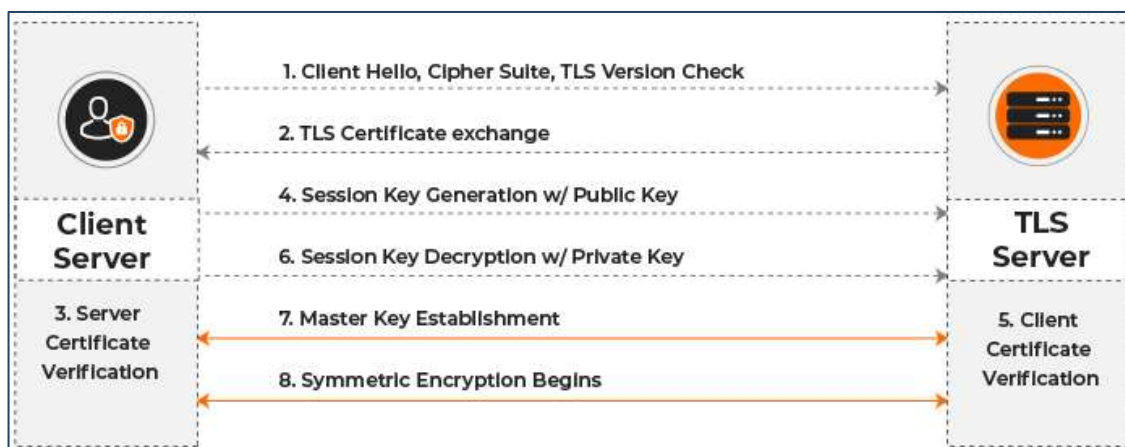 1. Client Hello, Cipher Suite, TLS Version Check
2. TLS Certificate exchange
4. Session Key Generation w/ Public Key
Client
Server
TLS
Server
6. Session Key Decryption w/ Private Key
3. Server
Certificate
Verification
7. Master Key Establishment
5. Client
Certificate
Verification
8. Symmetric Encryption Begins